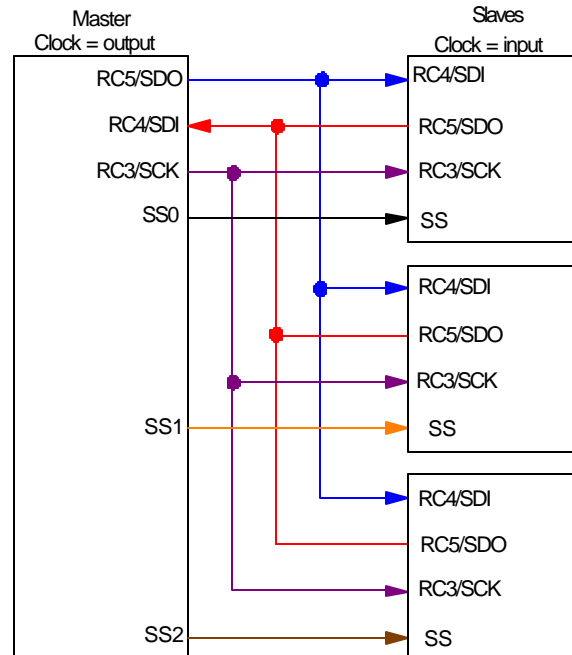 Master
Clock = output
Slaves
Clock = input
RC5/SDO
RC4/SDI
RC3/SCK
SS0
SS1
SS2
RC4/SDI
RC5/SDO
RC3/SCK
SS
RC4/SDI
RC5/SDO
RC3/SCK
SS
RC4/SDI
RC5/SDO
RC3/SCK
SS